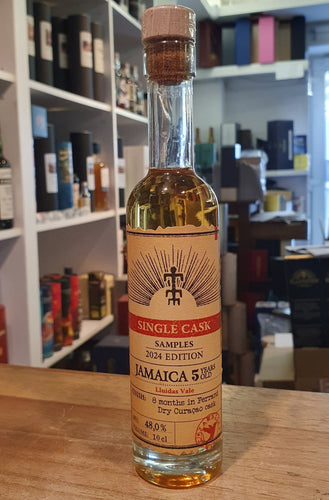 SINGLE CASK
SAMPLES
2024 EDITION
JAMAICA 5 YEARS OLD
Lluidas Vale
FINISH: 8 months in Ferrand
Dry Curaçao cask
48,0%
10 cl